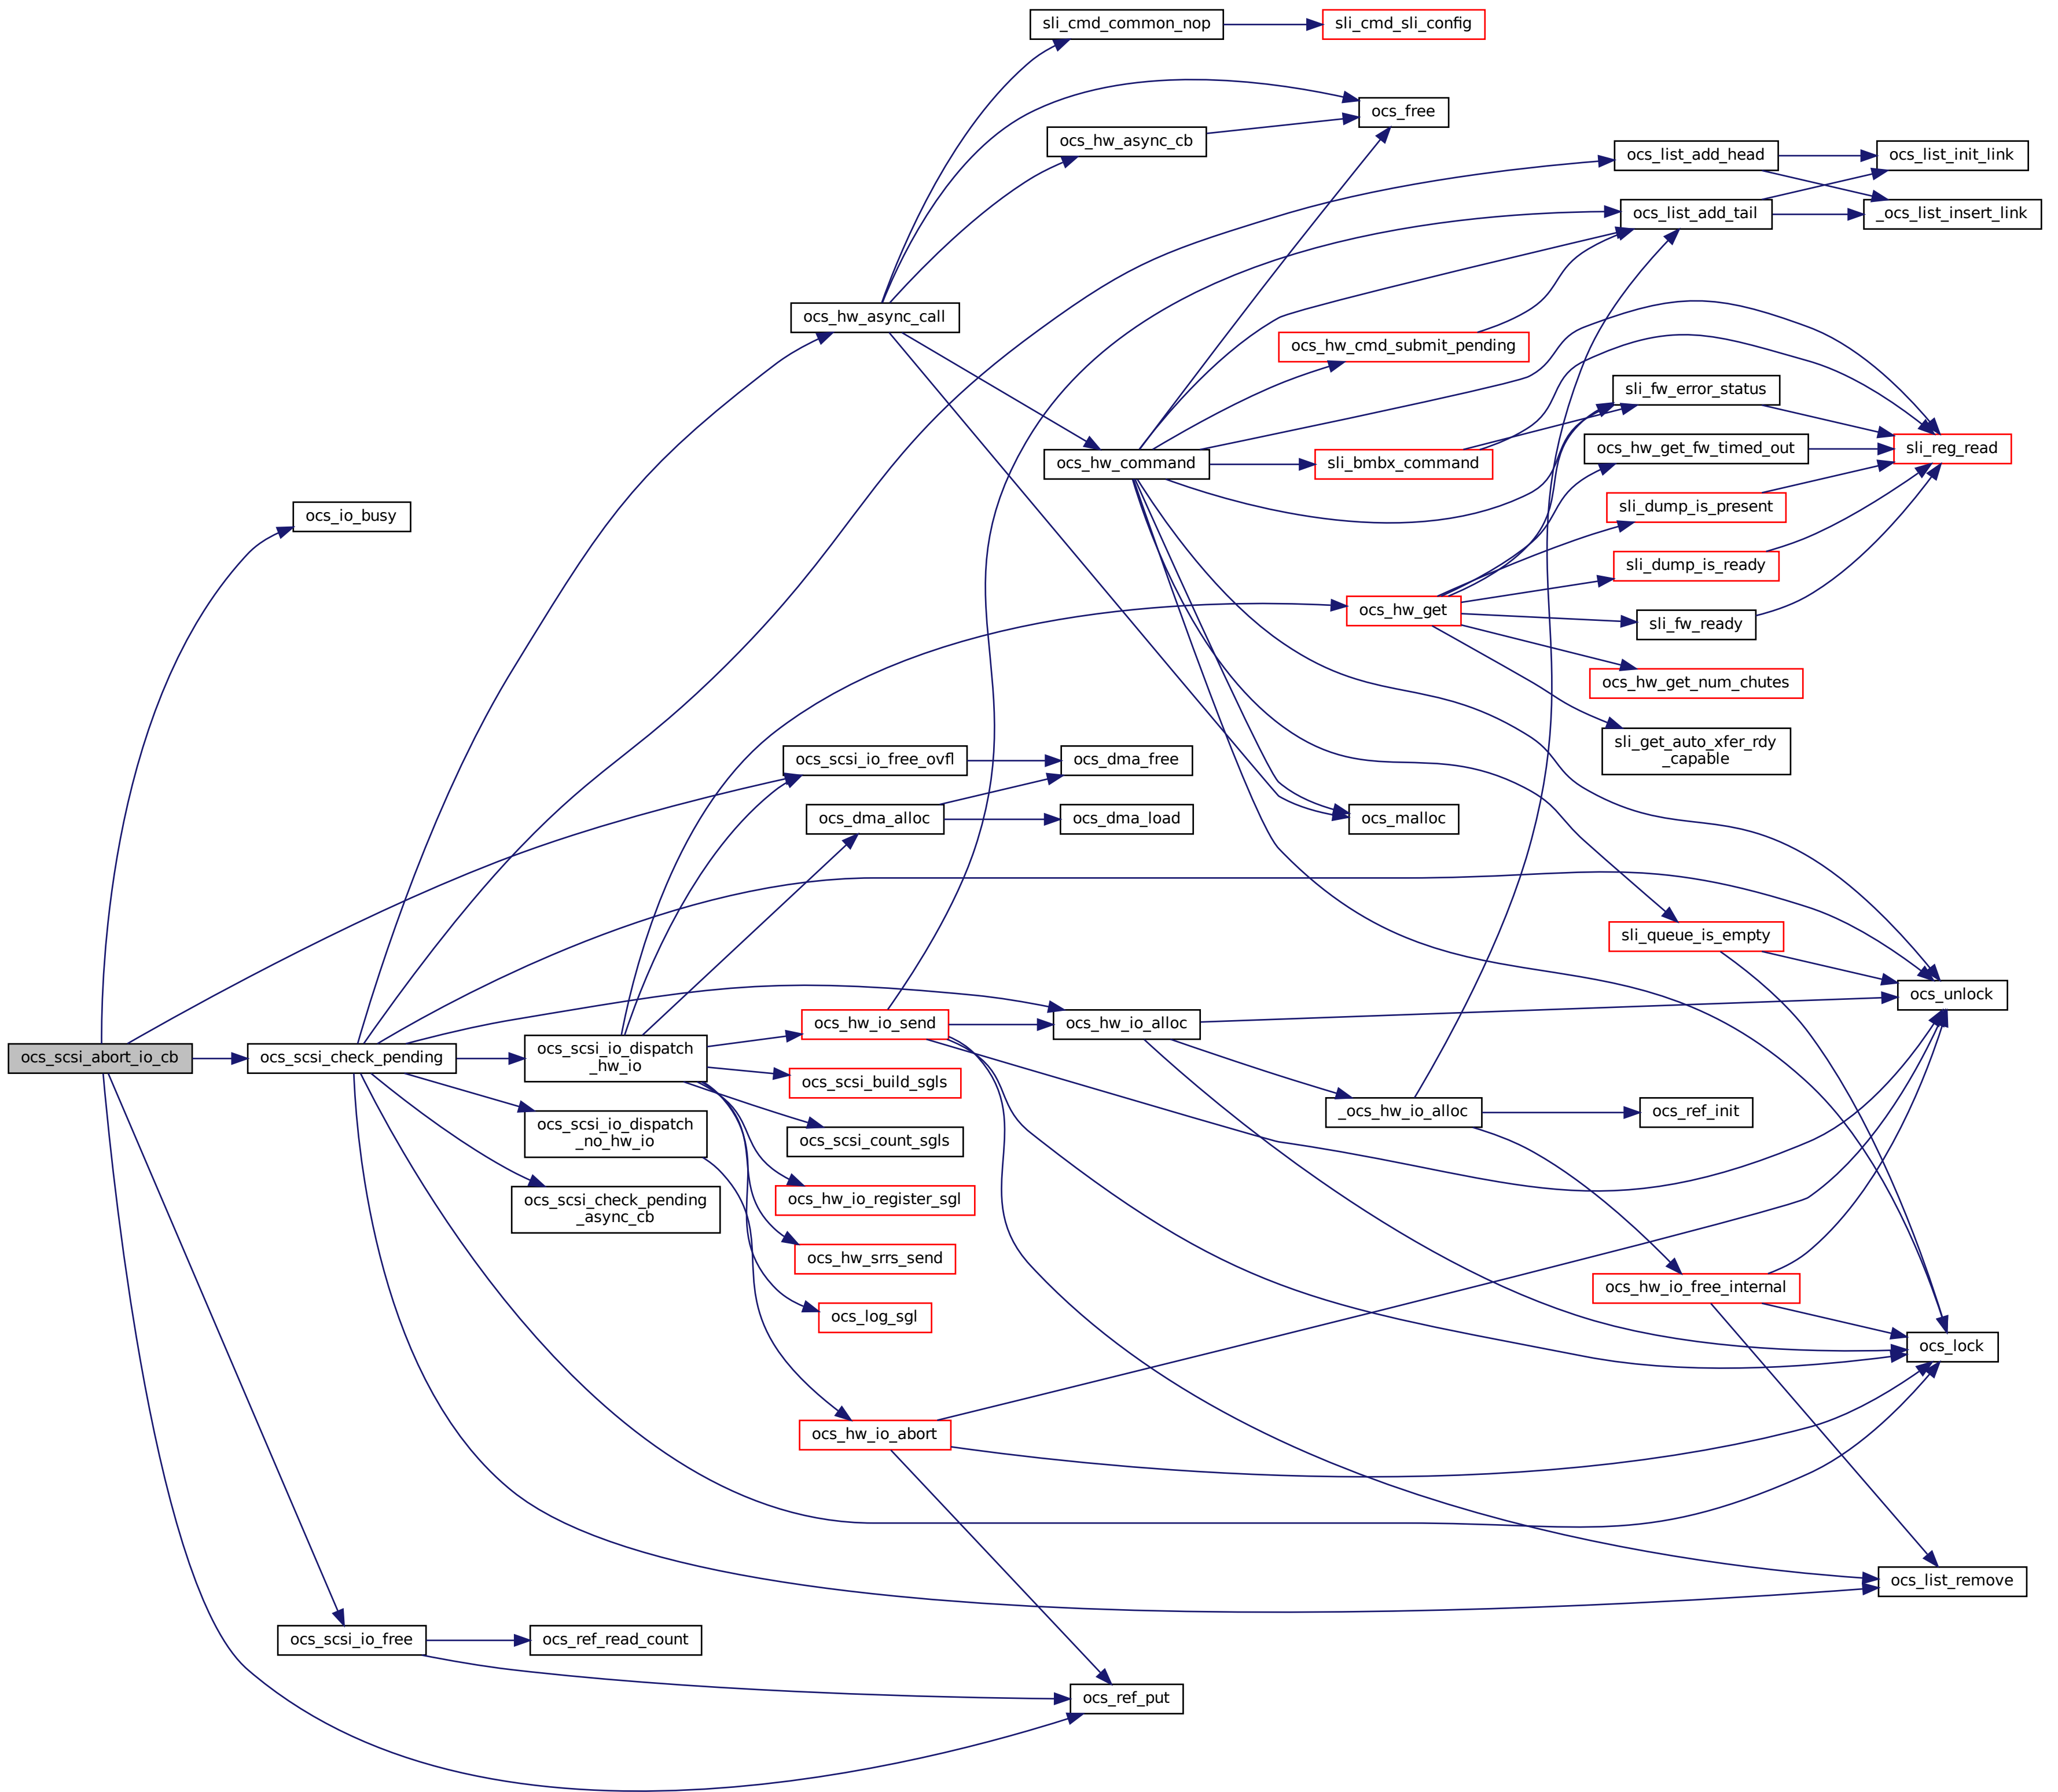 sli_cmd_common_nop
sli_cmd_sli_config
ocs_free
ocs_hw_async_cb
ocs_list_add_head
ocs_list_init_link
ocs_list_add_tail
_ocs_list_insert_link
ocs_hw_async_call
ocs_hw_cmd_submit_pending
sli_fw_error_status
ocs_hw_get_fw_timed_out
sli_reg_read
ocs_hw_command
sli_bmbx_command
sli_dump_is_present
ocs_io_busy
sli_dump_is_ready
ocs_hw_get
sli_fw_ready
ocs_hw_get_num_chutes
sli_get_auto_xfer_rdy
_capable
ocs_scsi_io_free_ovfl
ocs_dma_free
ocs_dma_alloc
ocs_dma_load
ocs_malloc
sli_queue_is_empty
ocs_unlock
ocs_hw_io_send
ocs_hw_io_alloc
ocs_scsi_abort_io_cb
ocs_scsi_check_pending
ocs_scsi_io_dispatch
_hw_io
ocs_scsi_build_sgls
_ocs_hw_io_alloc
ocs_ref_init
ocs_scsi_io_dispatch
_no_hw_io
ocs_scsi_count_sgls
ocs_scsi_check_pending
_async_cb
ocs_hw_io_register_sgl
ocs_hw_srrs_send
ocs_hw_io_free_internal
ocs_log_sgl
ocs_lock
ocs_hw_io_abort
ocs_list_remove
ocs_scsi_io_free
ocs_ref_read_count
ocs_ref_put